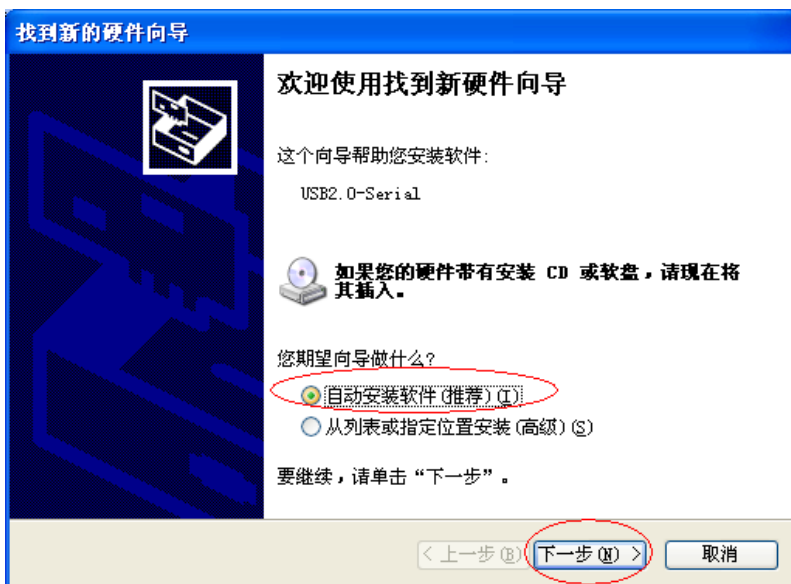 找到新的硬件向导
欢迎使用找到新硬件向导
这个向导帮助您安装软件:
USB2.0-Serial
如果您的硬件带有安装 CD 或软盘，请现在将
其插入。
您期望向导做什么?
自动安装软件(推荐)(I)
从列表或指定位置安装(高级)(S)
要继续，请单击“下一步”。
< 上一步(B)
下一步(N) >
取消